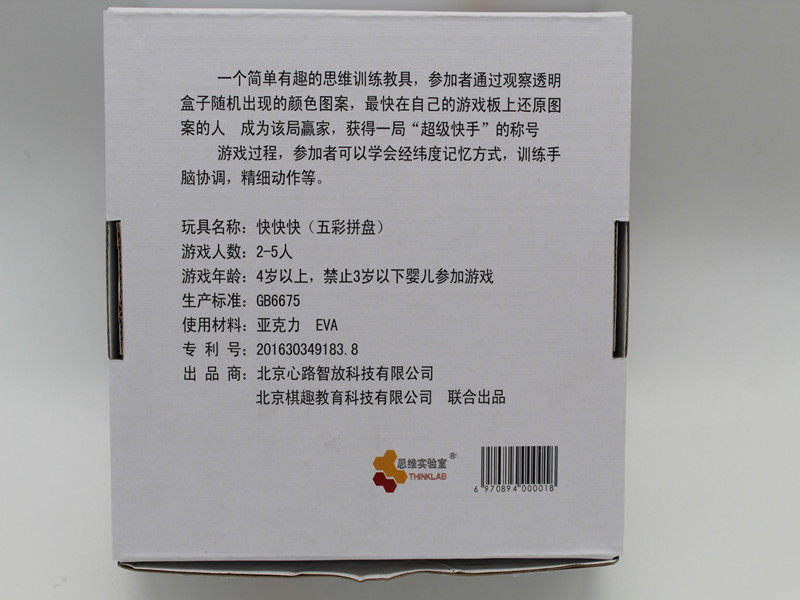 一个简单有趣的思维训练教具，参加者通过观察透明
盒子随机出现的颜色图案，最快在自己的游戏板上还原图
案的人 成为该局赢家，获得一局“超级快手”的称号
游戏过程，参加者可以学会经纬度记忆方式，训练手
脑协调，精细动作等。
玩具名称：快快快（五彩拼盘）
游戏人数：2-5人
游戏年龄：4岁以上，禁止3岁以下婴儿参加游戏
生产标准：GB6675
使用材料：亚克力 EVA
专 利 号：201630349183.8
出 品 商：北京心路智放科技有限公司
北京棋趣教育科技有限公司 联合出品
思维实验室®
THINKLAB
6 970894 000018